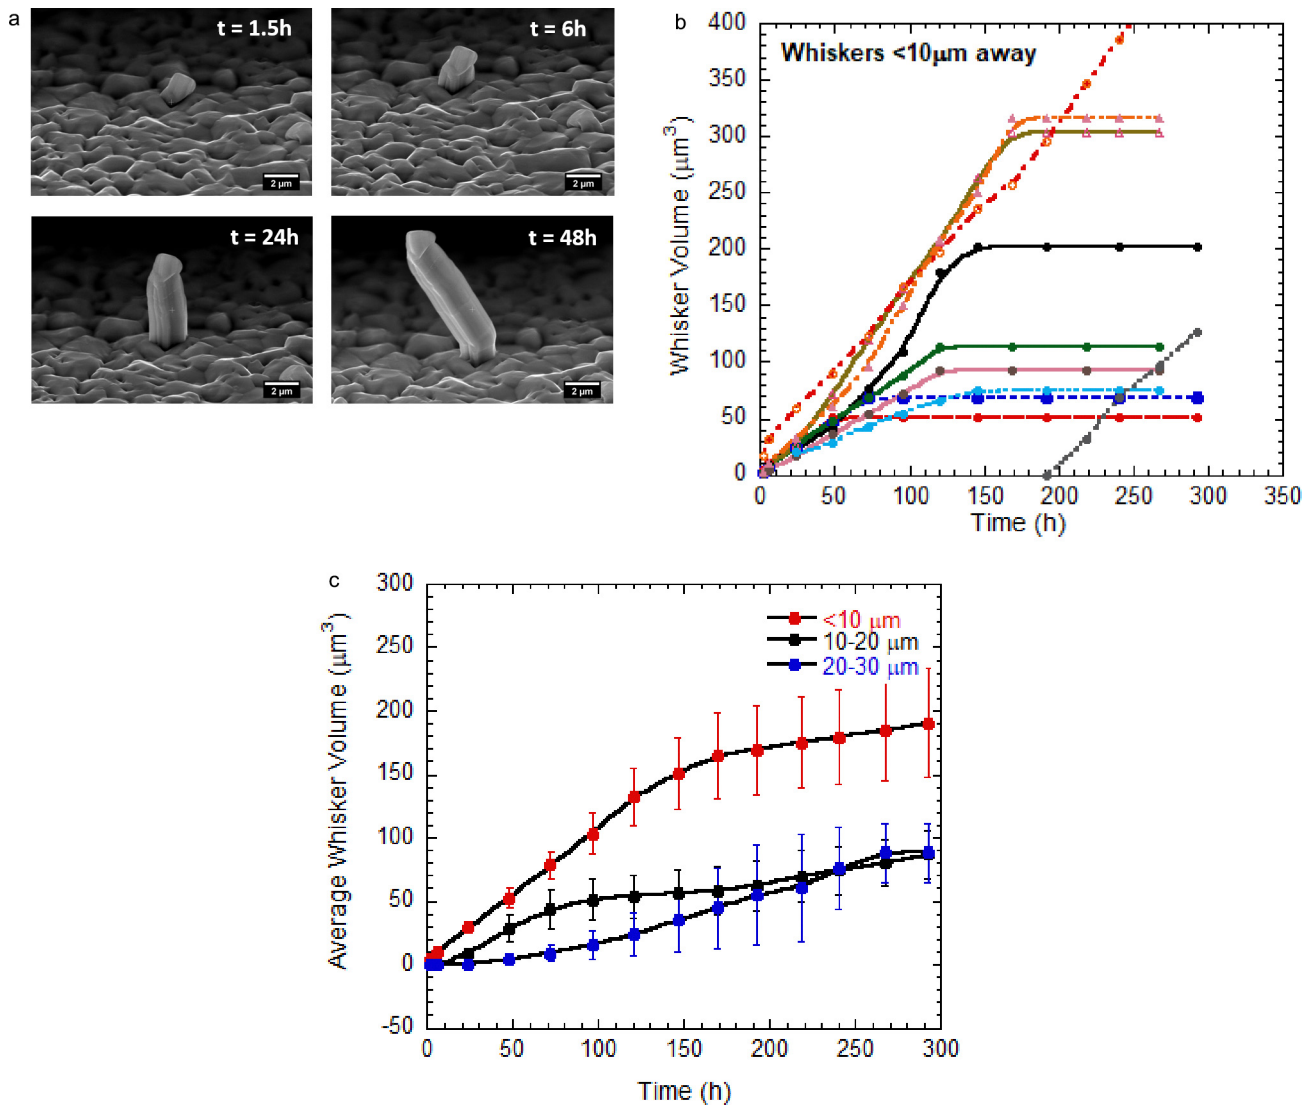 a
t = 1.5h
2 µm
t = 6h
2 µm
t = 24h
2 µm
t = 48h
2 µm
b
Whiskers <10µm away
Whisker Volume (µm³)
400
350
300
250
200
150
100
50
0
0 50 100 150 200 250 300 350
Time (h)
c
Average Whisker Volume (µm³)
300
250
200
150
100
50
0
-50
<10 µm
10-20 µm
20-30 µm
0 50 100 150 200 250 300
Time (h)